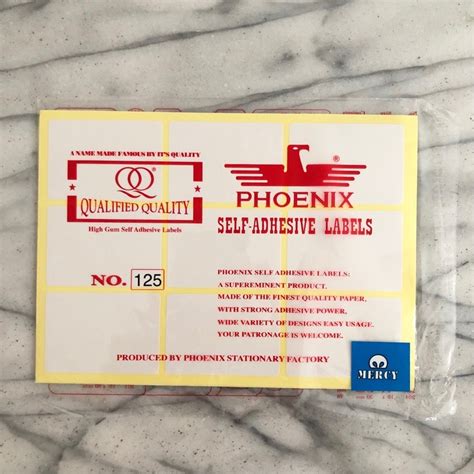 A NAME MADE FAMOUS BY IT'S QUALITY
QQ ®
QUALIFIED QUALITY
High Gum Self Adhesive Labels
NO. 125
®
PHOENIX
SELF-ADHESIVE LABELS
PHOENIX SELF ADHESIVE LABELS:
A SUPEREMINENT PRODUCT.
MADE OF THE FINEST QUALITY PAPER,
WITH STRONG ADHESIVE POWER,
WIDE VARIETY OF DESIGNS EASY USAGE.
YOUR PATRONAGE IS WELCOME.
PRODUCED BY PHOENIX STATIONARY FACTORY
MERCY